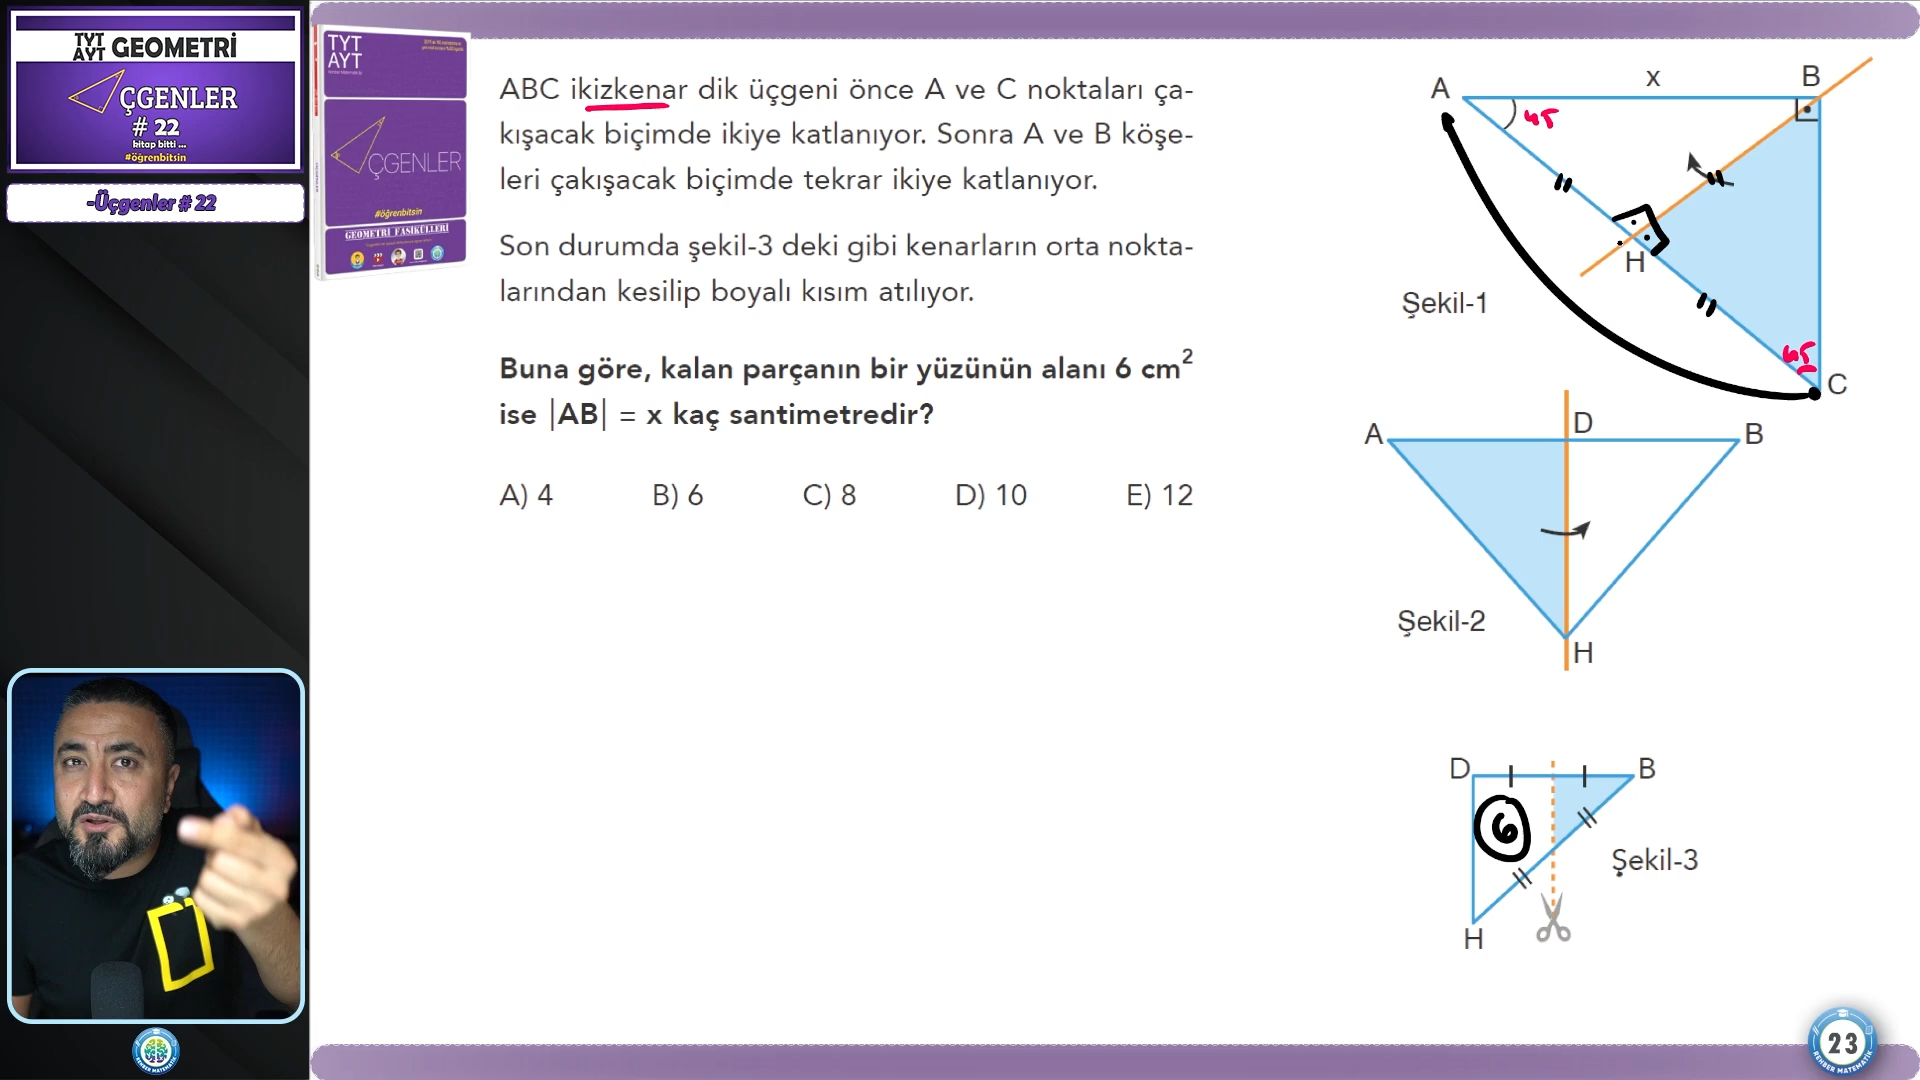 TYT
AYT GEOMETRİ
ÇGENLER
# 22
kitap bitti ...
#öğrenbitsin
-Üçgenler # 22
TYT
AYT
ÇGENLER
#öğrenbitsin
GEOMETRİ FASİKÜLLERİ
ABC ikizkenar dik üçgeni önce A ve C noktaları ça-
kışacak biçimde ikiye katlanıyor. Sonra A ve B köşe-
leri çakışacak biçimde tekrar ikiye katlanıyor.
Son durumda şekil-3 deki gibi kenarların orta nokta-
larından kesilip boyalı kısım atılıyor.
Buna göre, kalan parçanın bir yüzünün alanı 6 cm²
ise |AB| = x kaç santimetredir?
A) 4 B) 6 C) 8 D) 10 E) 12
A x B
45
H
45
C
Şekil-1
A D B
Şekil-2
H
D B
6
Şekil-3
H
23
REHBER MATEMATİK
REHBER MATEMATİK